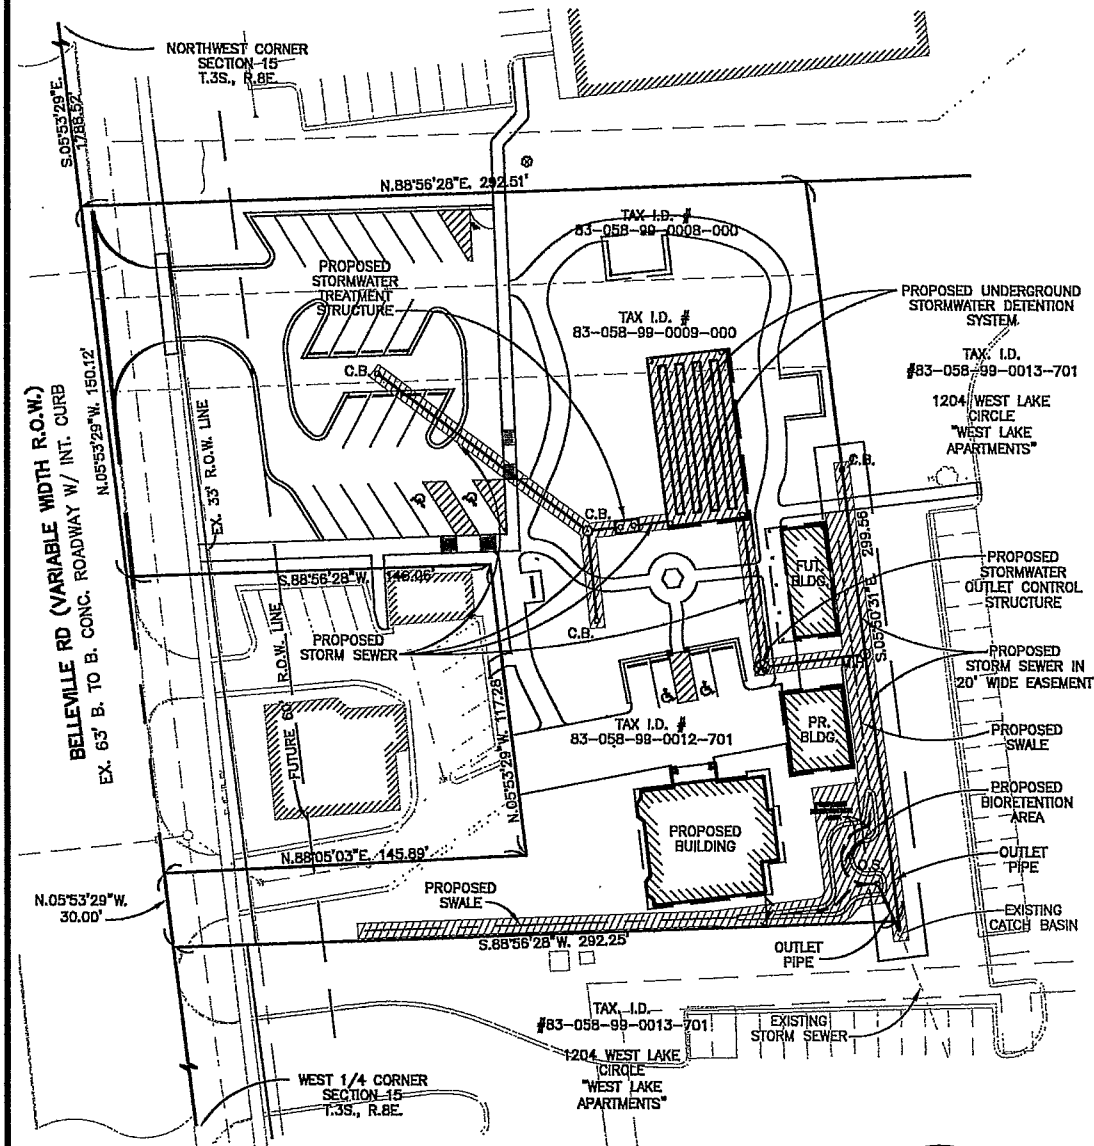 NORTHWEST CORNER
SECTION 15
T.3S., R.8E.
S.05°53'29"E.
1,788.52'
N.88°56'28"E. 292.51'
TAX I.D. #
83-058-99-0008-000
PROPOSED
STORMWATER
TREATMENT
STRUCTURE
TAX I.D. #
83-058-99-0009-000
PROPOSED UNDERGROUND
STORMWATER DETENTION
SYSTEM
TAX. I.D.
#83-058-99-0013-701
1204 WEST LAKE
CIRCLE
"WEST LAKE
APARTMENTS"
BELLEVILLE RD (VARIABLE WIDTH R.O.W.)
EX. 63' B. TO B. CONC. ROADWAY W/ INT. CURB
N.05°53'29"W. 150.12'
EX. 33' R.O.W. LINE
C.B.
C.B.
C.B.
C.B.
299.56
S.05°50'31"E.
FUT.
BLDG.
PROPOSED
STORMWATER
OUTLET CONTROL
STRUCTURE
S.88°56'28"W. 146.06'
PROPOSED
STORM SEWER
FUTURE 60' R.O.W. LINE
M.H.
PROPOSED
STORM SEWER IN
20' WIDE EASEMENT
N.05°53'29"W. 117.28'
TAX I.D. #
83-058-99-0012-701
PR.
BLDG.
PROPOSED
SWALE
PROPOSED
BIORETENTION
AREA
PROPOSED
BUILDING
N.88°05'03"E. 145.89'
O.S.
OUTLET
PIPE
N.05°53'29"W.
30.00'
PROPOSED
SWALE
EXISTING
CATCH BASIN
S.88°56'28"W. 292.25'
OUTLET
PIPE
TAX. I.D.
#83-058-99-0013-701
1204 WEST LAKE
CIRCLE
"WEST LAKE
APARTMENTS"
EXISTING
STORM SEWER
WEST 1/4 CORNER
SECTION 15
T.3S., R.8E.